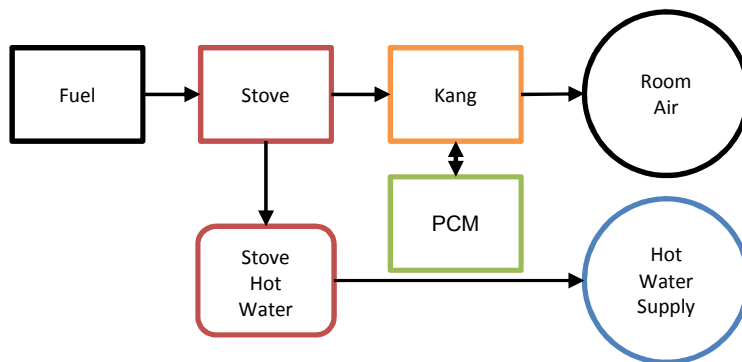 Fuel
Stove
Kang
Room
Air
PCM
Stove
Hot
Water
Hot
Water
Supply